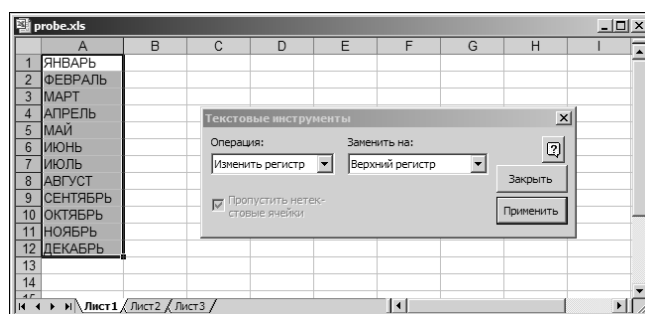 probe.xls
A B C D E F G H I
1 ЯНВАРЬ
2 ФЕВРАЛЬ
3 МАРТ
4 АПРЕЛЬ
5 МАЙ
6 ИЮНЬ
7 ИЮЛЬ
8 АВГУСТ
9 СЕНТЯБРЬ
10 ОКТЯБРЬ
11 НОЯБРЬ
12 ДЕКАБРЬ
13
14
15
Текстовые инструменты
Операция: Заменить на:
Изменить регистр Верхний регистр
Пропустить нетек-
стовые ячейки
Закрыть
Применить
Лист1 Лист2 Лист3